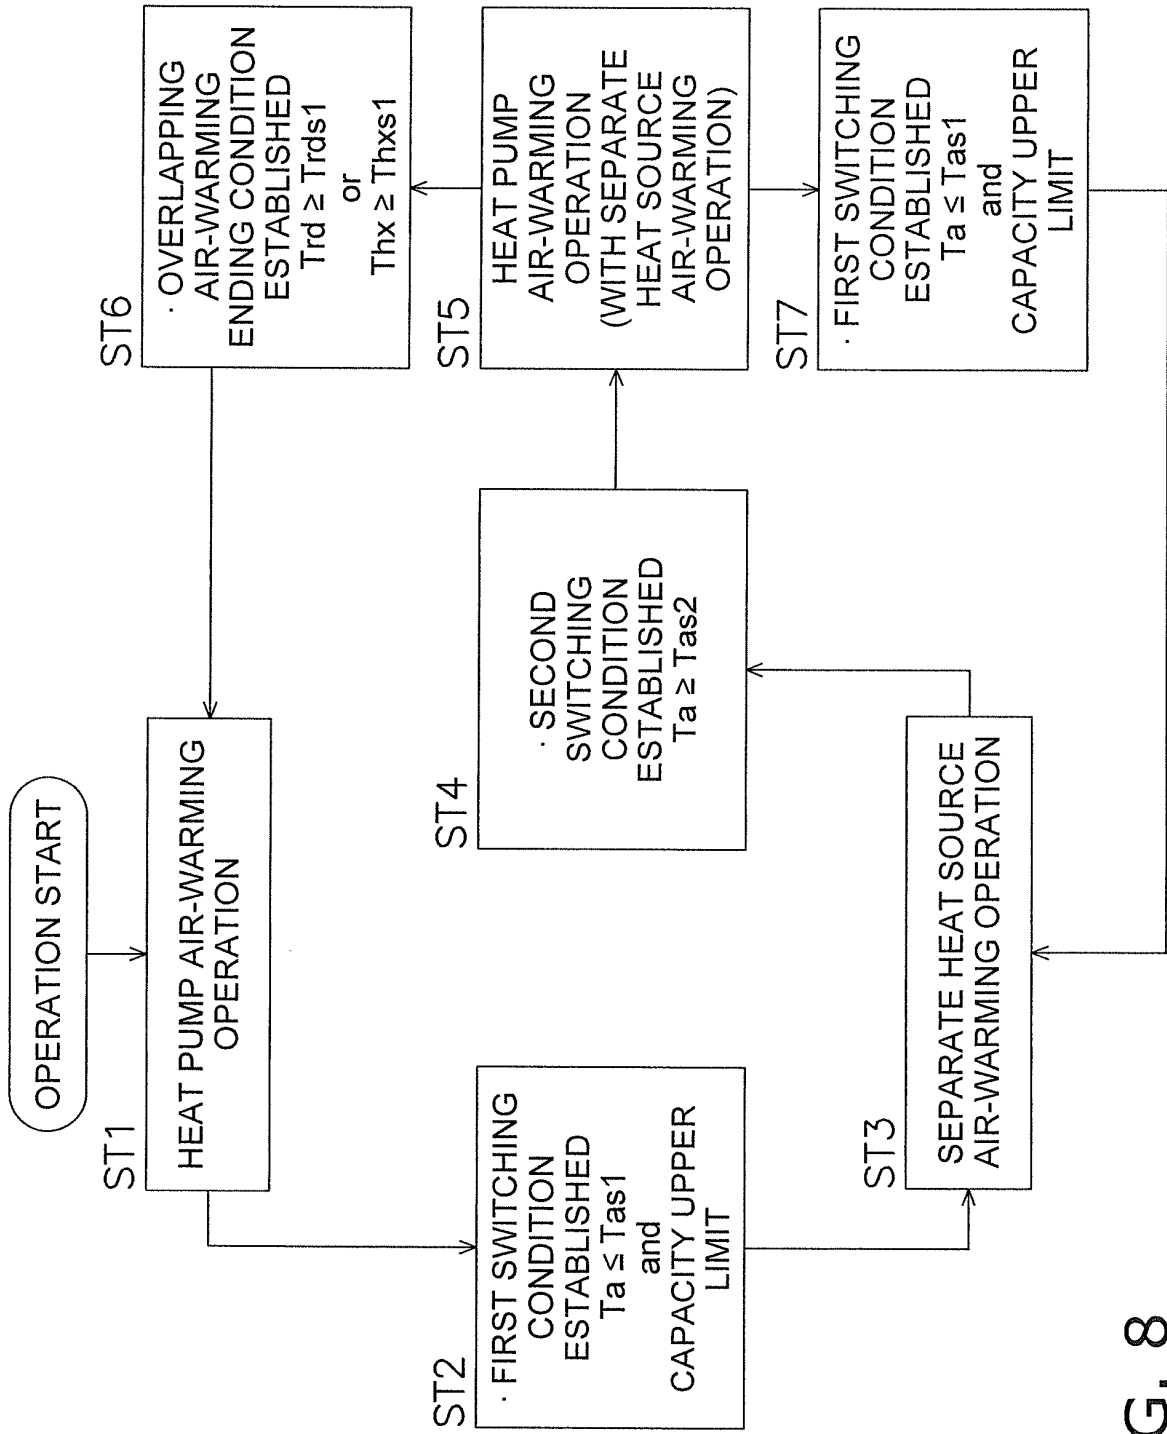 OPERATION START
ST1
HEAT PUMP AIR-WARMING
OPERATION
ST2
· FIRST SWITCHING
CONDITION
ESTABLISHED
Ta ≤ Tas1
and
CAPACITY UPPER
LIMIT
ST3
SEPARATE HEAT SOURCE
AIR-WARMING OPERATION
ST4
· SECOND
SWITCHING
CONDITION
ESTABLISHED
Ta ≥ Tas2
ST5
HEAT PUMP
AIR-WARMING
OPERATION
(WITH SEPARATE
HEAT SOURCE
AIR-WARMING
OPERATION)
ST6
· OVERLAPPING
AIR-WARMING
ENDING CONDITION
ESTABLISHED
Trd ≥ Trds1
or
Thx ≥ Thxs1
ST7
· FIRST SWITCHING
CONDITION
ESTABLISHED
Ta ≤ Tas1
and
CAPACITY UPPER
LIMIT
G. 8